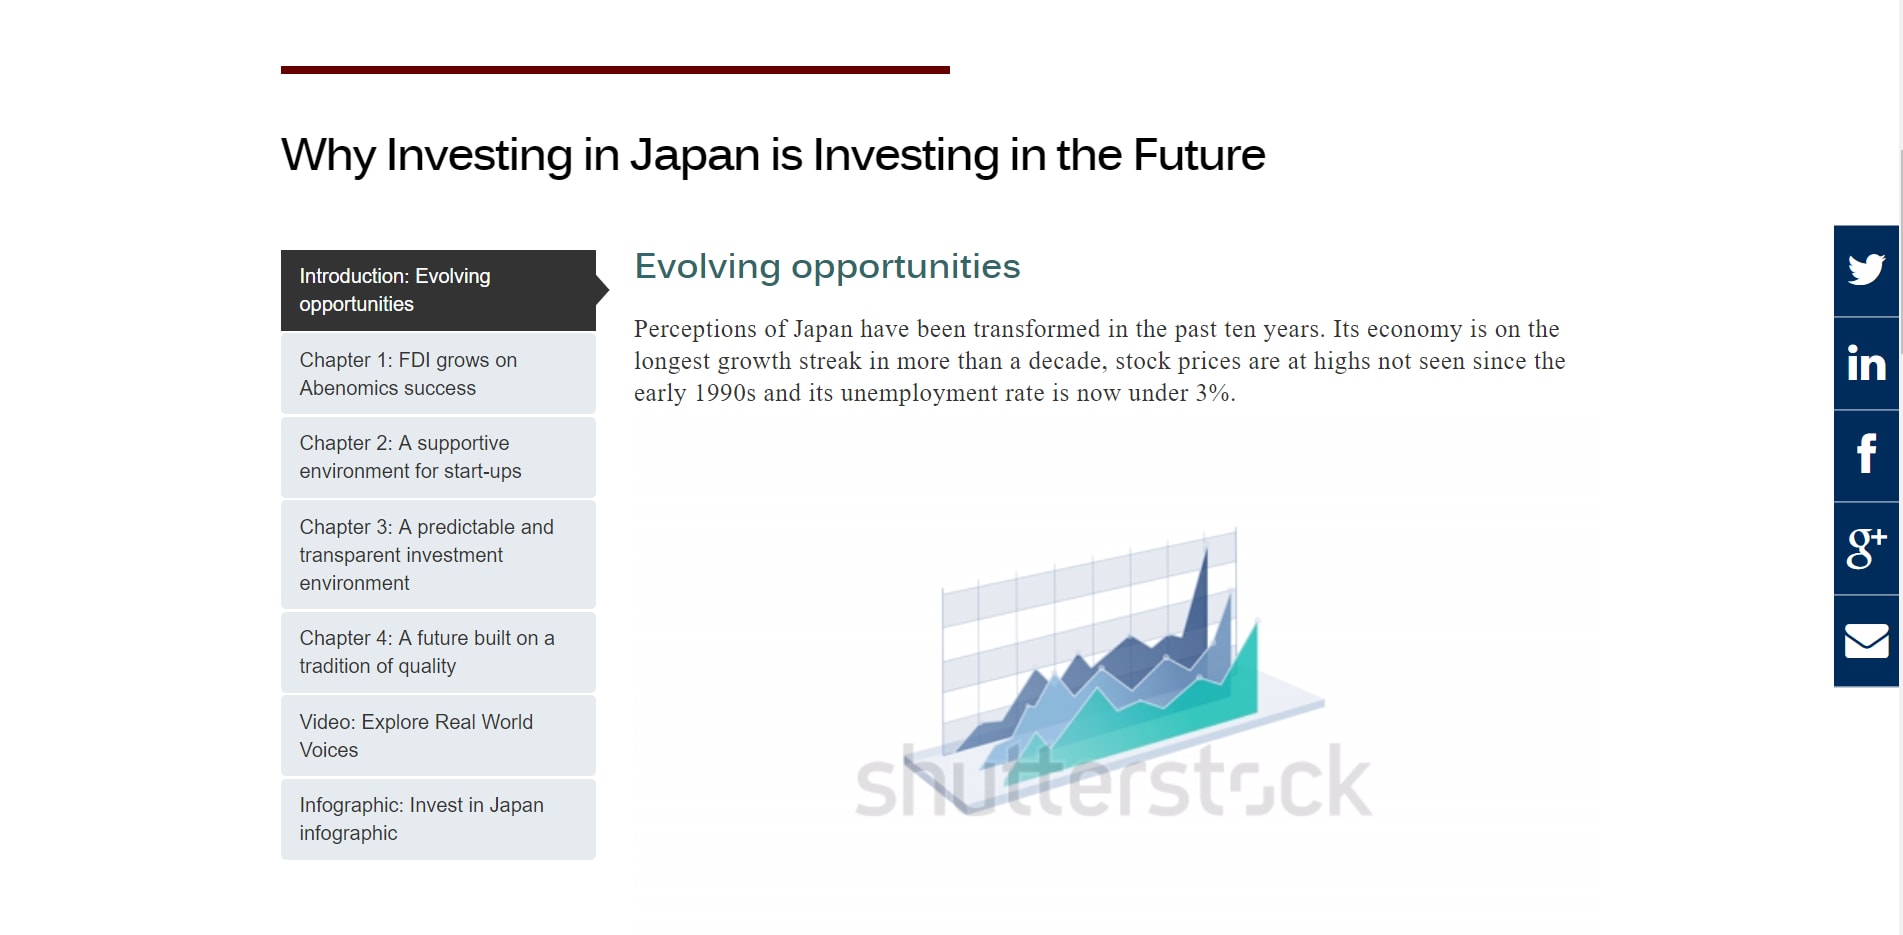 Why Investing in Japan is Investing in the Future
Introduction: Evolving
opportunities
Chapter 1: FDI grows on
Abenomics success
Chapter 2: A supportive
environment for start-ups
Chapter 3: A predictable and
transparent investment
environment
Chapter 4: A future built on a
tradition of quality
Video: Explore Real World
Voices
Infographic: Invest in Japan
infographic
Evolving opportunities
Perceptions of Japan have been transformed in the past ten years. Its economy is on the
longest growth streak in more than a decade, stock prices are at highs not seen since the
early 1990s and its unemployment rate is now under 3%.
shutterstock
in
f
g+